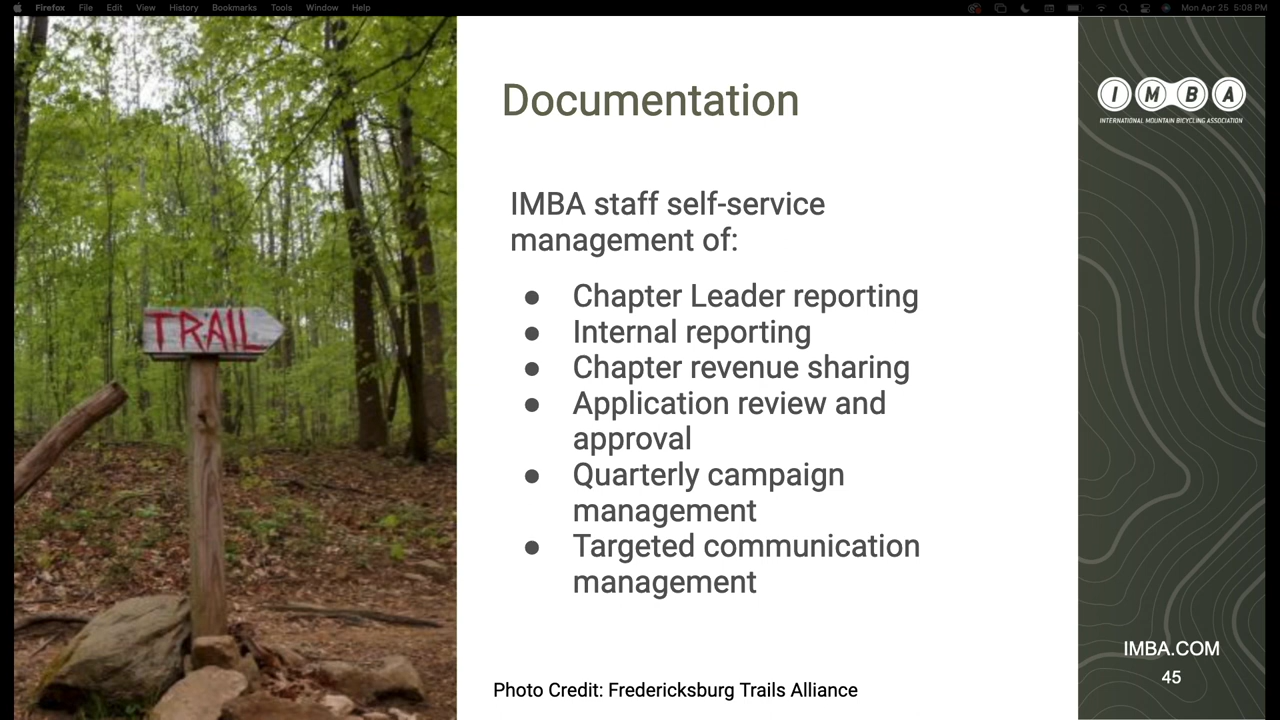 Firefox File Edit View History Bookmarks Tools Window Help Mon Apr 25 5:08 PM
TRAIL
Documentation
IMBA staff self-service
management of:
● Chapter Leader reporting
● Internal reporting
● Chapter revenue sharing
● Application review and
approval
● Quarterly campaign
management
● Targeted communication
management
Photo Credit: Fredericksburg Trails Alliance
IMBA
INTERNATIONAL MOUNTAIN BICYCLING ASSOCIATION
IMBA.COM
45